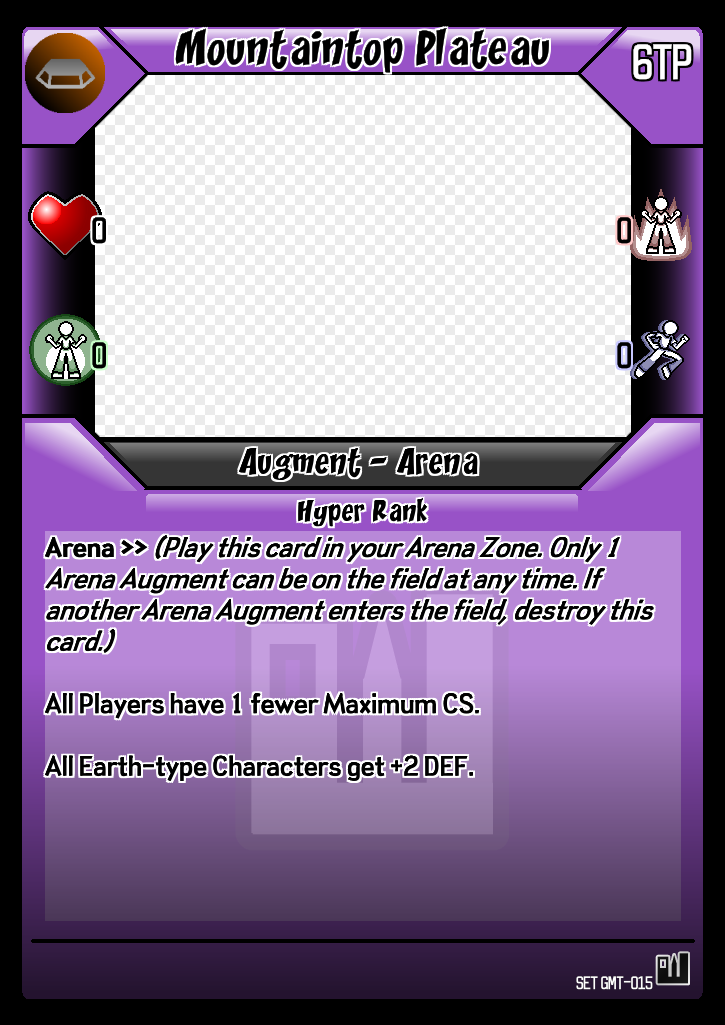 Mountaintop Plateau
6TP
0
0
0
0
Augment - Arena
Hyper Rank
Arena >> (Play this card in your Arena Zone. Only 1
Arena Augment can be on the field at any time. If
another Arena Augment enters the field, destroy this
card.)
All Players have 1 fewer Maximum CS.
All Earth-type Characters get +2 DEF.
SET GMT-015